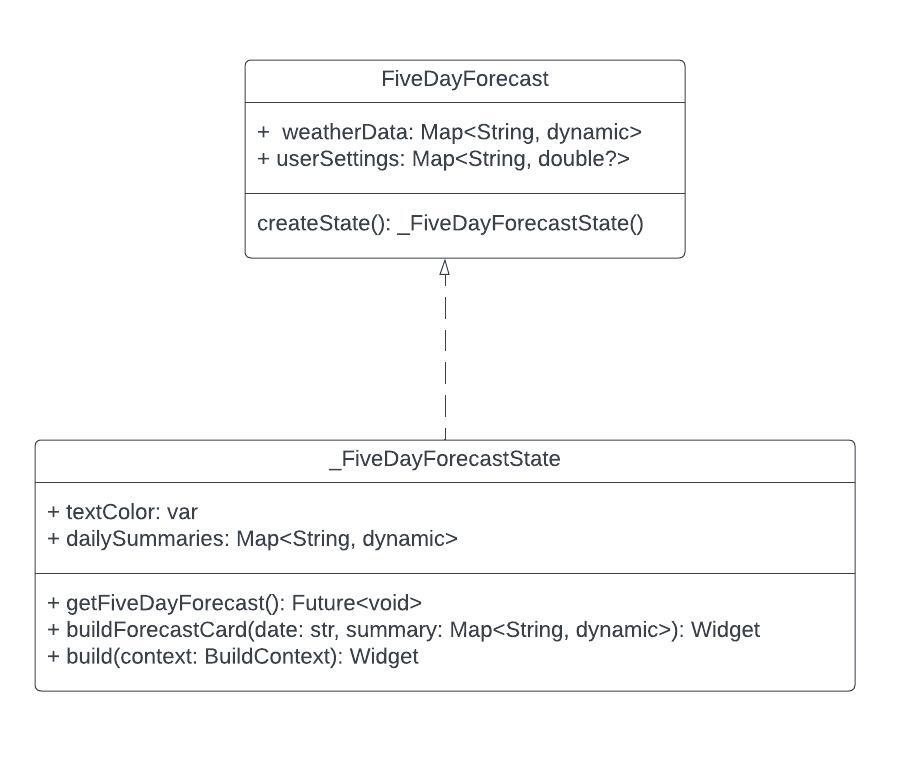 FiveDayForecast
+  weatherData: Map<String, dynamic>
+ userSettings: Map<String, double?>
createState(): _FiveDayForecastState()
_FiveDayForecastState
+ textColor: var
+ dailySummaries: Map<String, dynamic>
+ getFiveDayForecast(): Future<void>
+ buildForecastCard(date: str, summary: Map<String, dynamic>): Widget
+ build(context: BuildContext): Widget